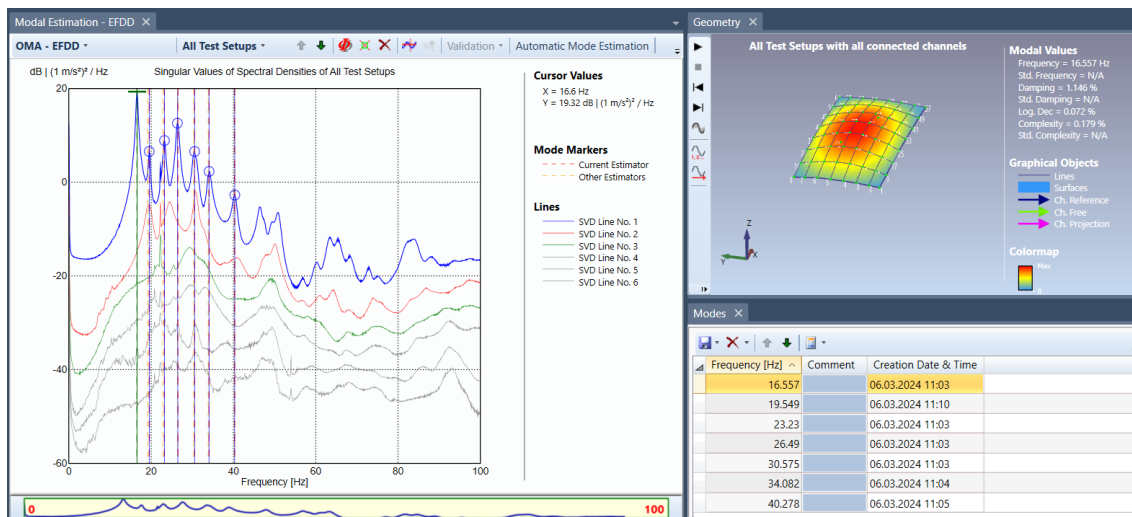 Modal Estimation - EFDD
OMA - EFDD
All Test Setups
Validation
Automatic Mode Estimation
dB | (1 m/s²)² / Hz
Singular Values of Spectral Densities of All Test Setups
20
0
-20
-40
-60
0
20
40
60
80
100
Frequency [Hz]
Cursor Values
X = 16.6 Hz
Y = 19.32 dB | (1 m/s²)² / Hz
Mode Markers
Current Estimator
Other Estimators
Lines
SVD Line No. 1
SVD Line No. 2
SVD Line No. 3
SVD Line No. 4
SVD Line No. 5
SVD Line No. 6
0
100
Geometry
All Test Setups with all connected channels
Z
Y
X
Modal Values
Frequency = 16.557 Hz
Std. Frequency = N/A
Damping = 1.146 %
Std. Damping = N/A
Log. Dec = 0.072 %
Complexity = 0.179 %
Std. Complexity = N/A
Graphical Objects
Lines
Surfaces
Ch. Reference
Ch. Free
Ch. Projection
Colormap
Max
0
Modes
Frequency [Hz] Comment Creation Date & Time
16.557 06.03.2024 11:03
19.549 06.03.2024 11:10
23.23 06.03.2024 11:03
26.49 06.03.2024 11:03
30.575 06.03.2024 11:03
34.082 06.03.2024 11:04
40.278 06.03.2024 11:05